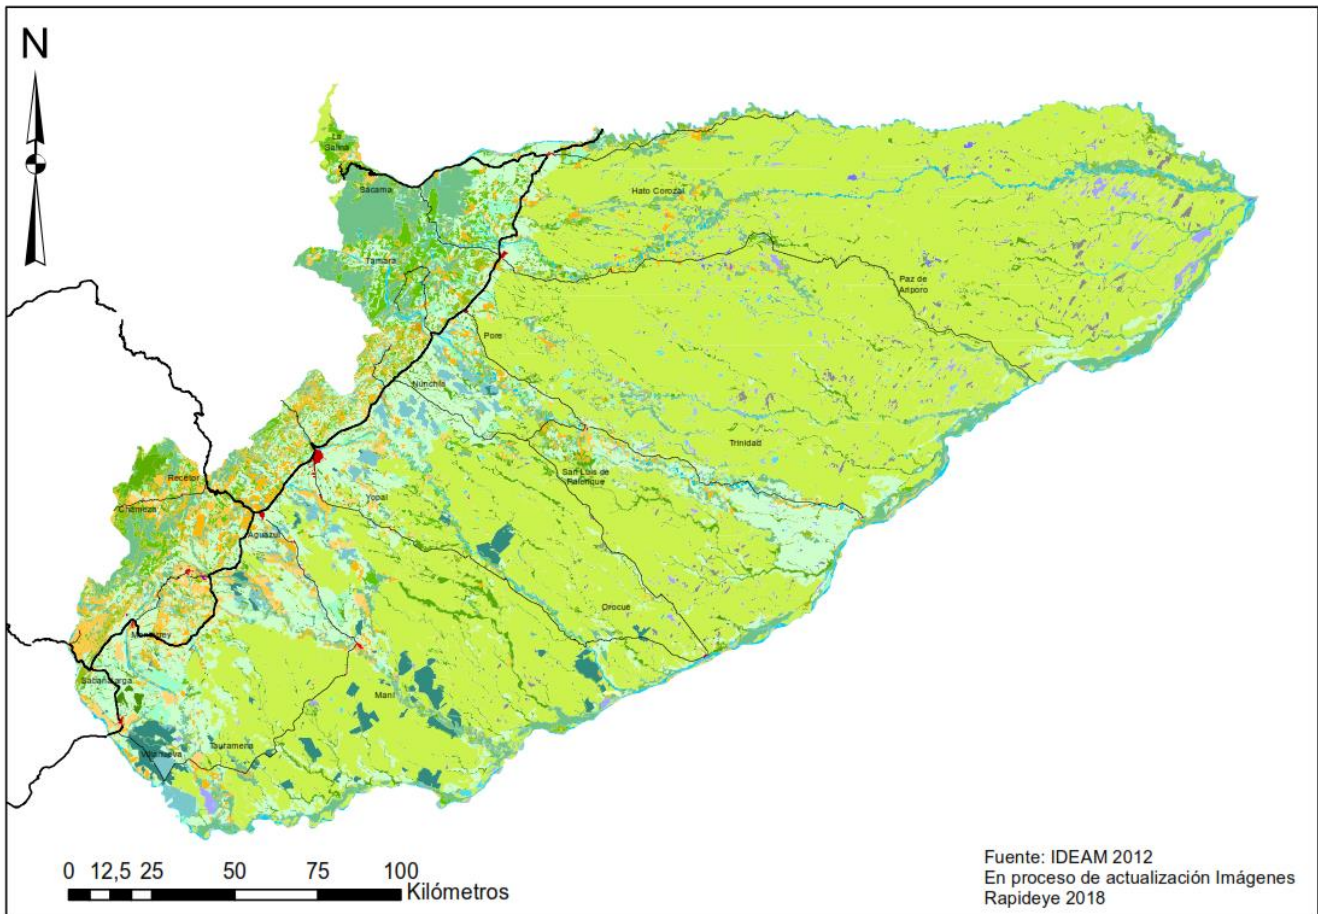 N
La
Salina
Sácama
Hato Corozal
Támara
Paz de
Ariporo
Pore
Nunchía
Trinidad
San Luis de
Palenque
Recetor
Yopal
Chameza
Aguazul
Orocué
Monterrey
Sabanalarga
Maní
Tauramena
Villanueva
0 12,5 25 50 75 100
Kilómetros
Fuente: IDEAM 2012
En proceso de actualización Imágenes
Rapideye 2018